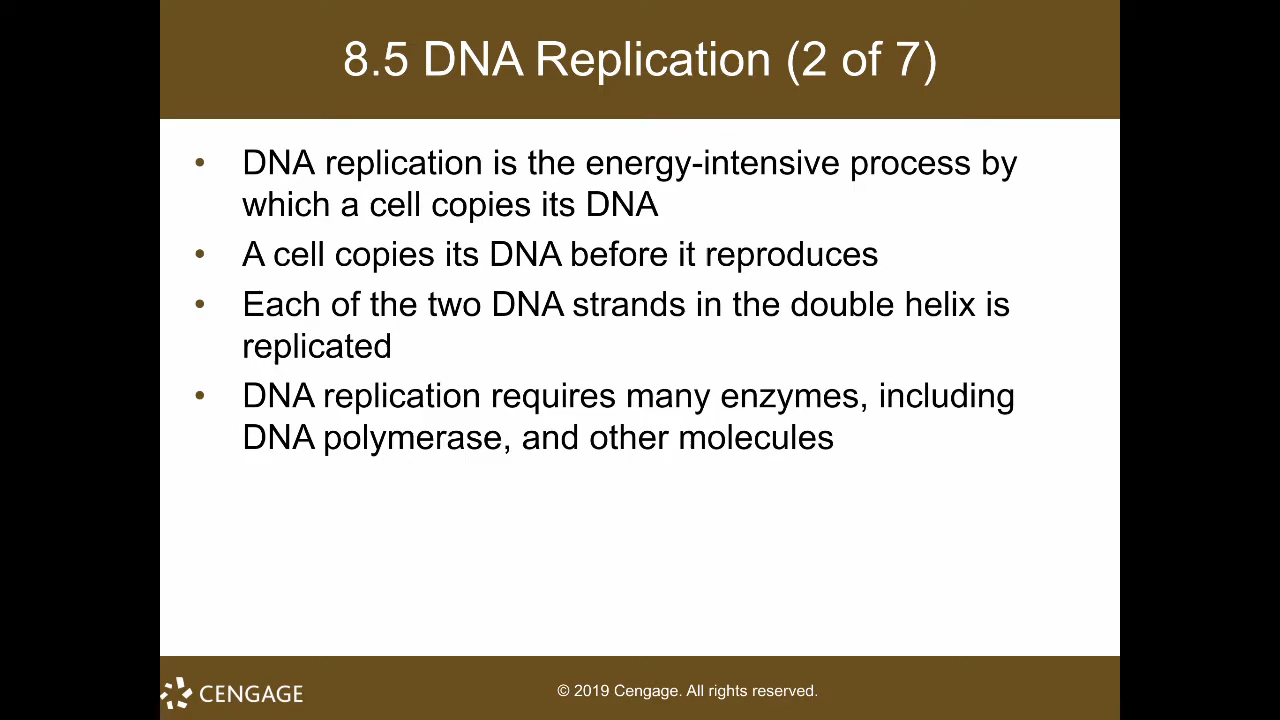 8.5 DNA Replication (2 of 7)
• DNA replication is the energy-intensive process by
which a cell copies its DNA
• A cell copies its DNA before it reproduces
• Each of the two DNA strands in the double helix is
replicated
• DNA replication requires many enzymes, including
DNA polymerase, and other molecules
CENGAGE
© 2019 Cengage. All rights reserved.